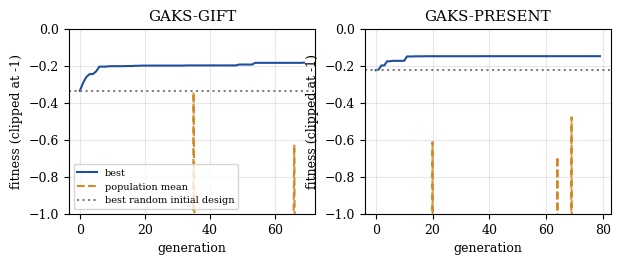 GAKS-GIFT
fitness (clipped at -1)
0.0
−0.2
−0.4
−0.6
−0.8
−1.0
0 20 40 60
generation
best
population mean
best random initial design
GAKS-PRESENT
fitness (clipped at -1)
0.0
−0.2
−0.4
−0.6
−0.8
−1.0
0 20 40 60 80
generation